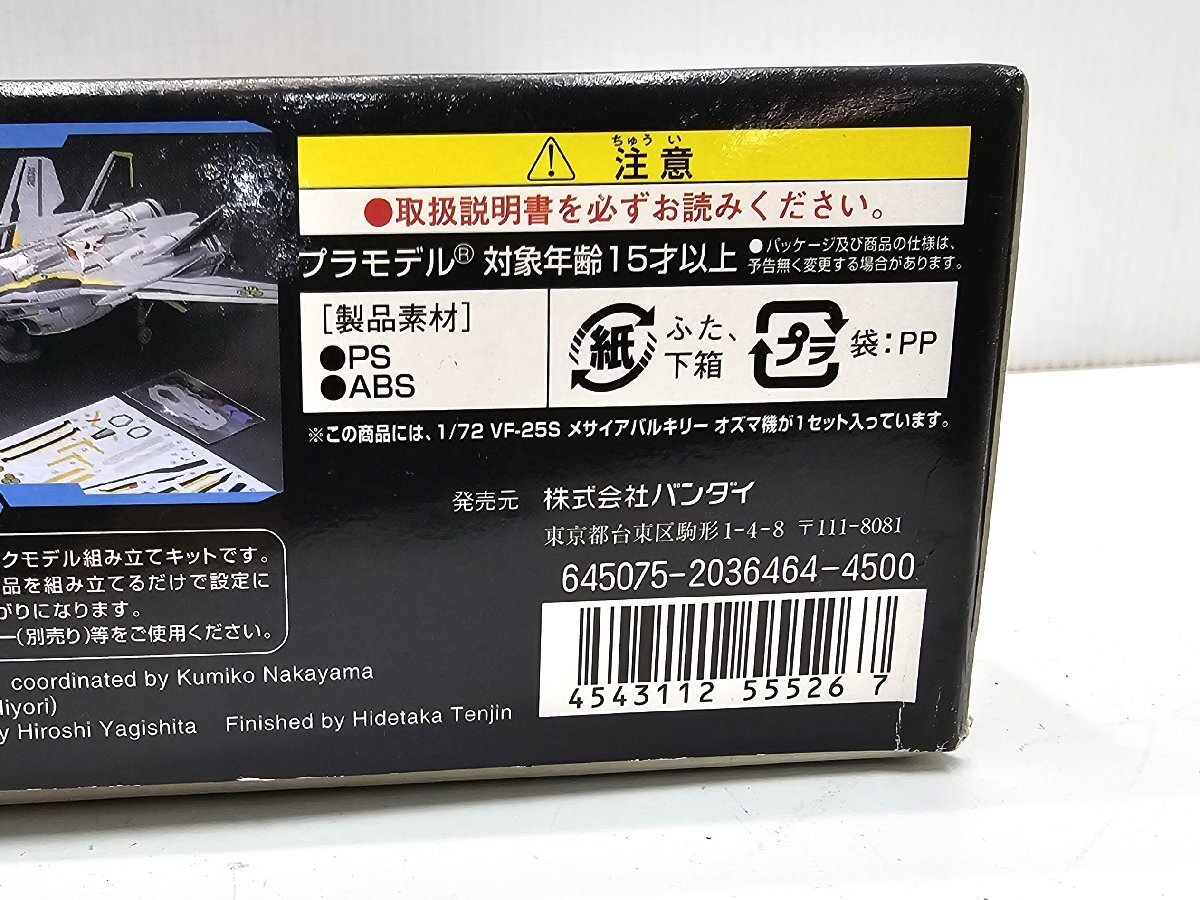 ちゅう い
注意
●取扱説明書を必ずお読みください。
プラモデル® 対象年齢15才以上
●パッケージ及び商品の仕様は、
予告無く変更する場合があります。
[製品素材]
●PS
●ABS
紙 ふた、
下箱
プラ 袋:PP
※この商品には、1/72 VF-25S メサイアバルキリー オズマ機が1セット入っています。
発売元 株式会社バンダイ
東京都台東区駒形1-4-8 〒111-8081
645075-2036464-4500
4543112 555267
クモデル組み立てキットです。
品を組み立てるだけで設定に
がりになります。
ー(別売り)等をご使用ください。
coordinated by Kumiko Nakayama
Hiyori)
y Hiroshi Yagishita Finished by Hidetaka Tenjin